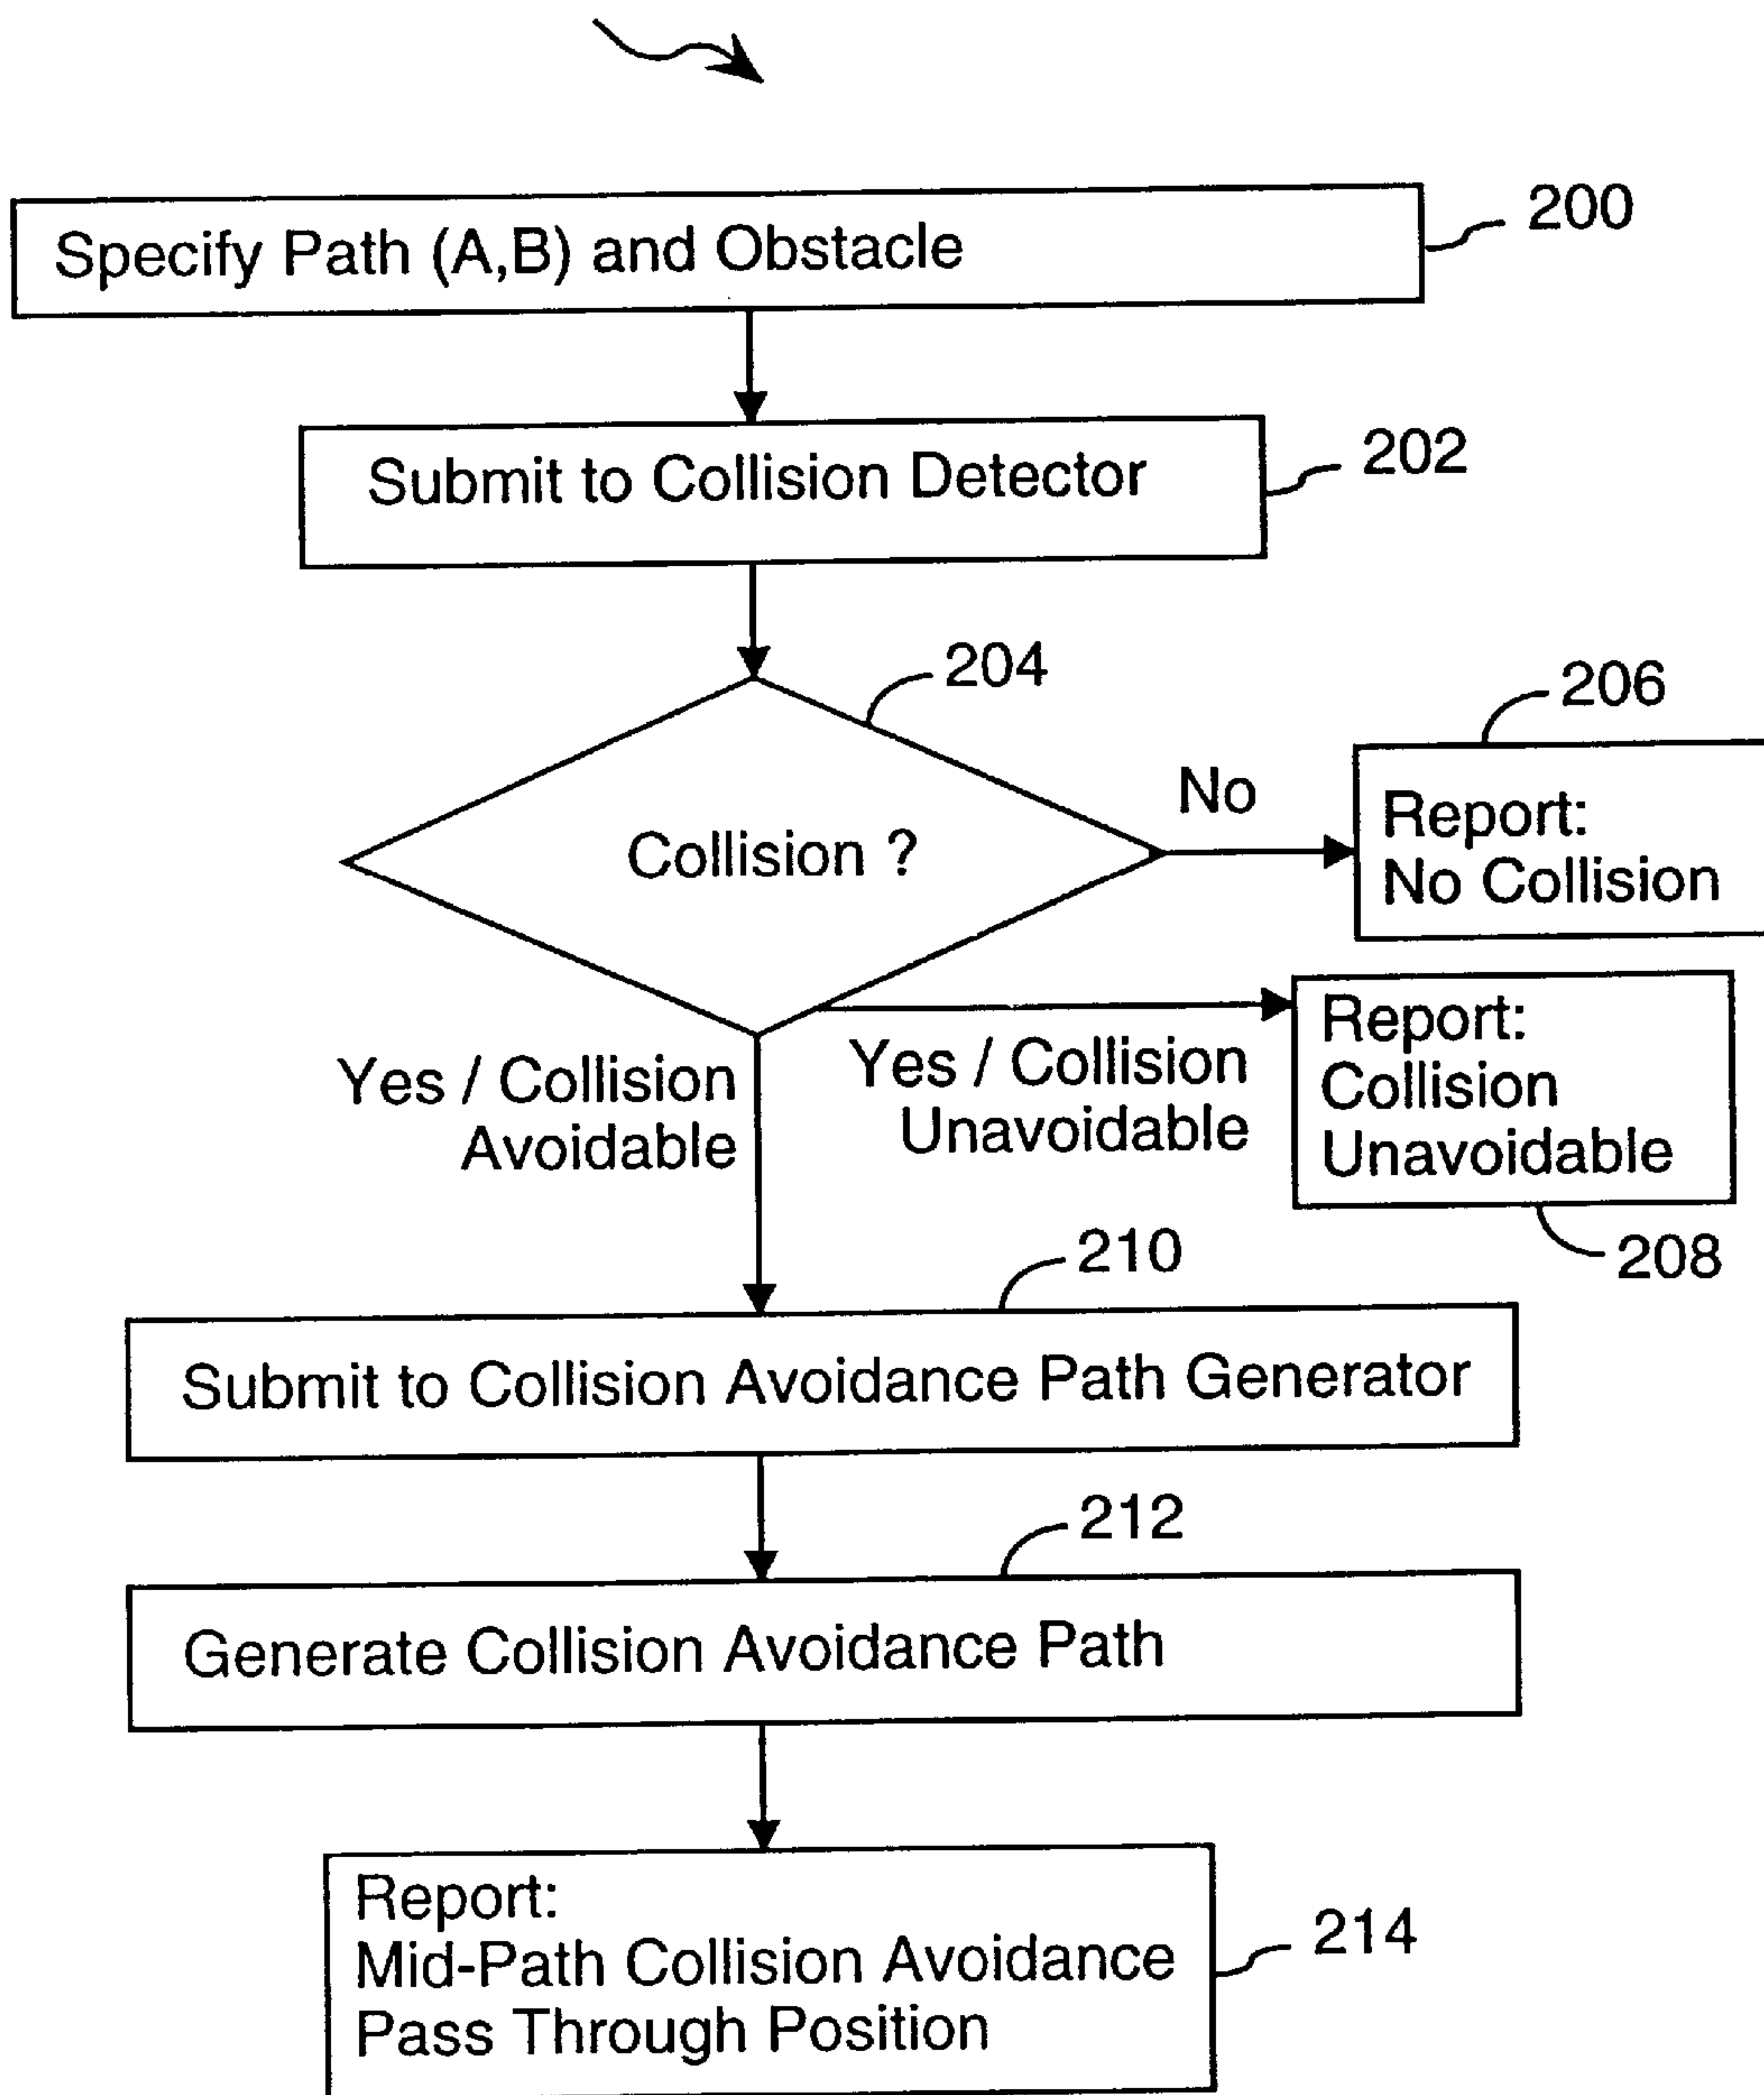 Specify Path (A,B) and Obstacle
200
Submit to Collision Detector
202
204
Collision ?
No
206
Report:
No Collision
Yes / Collision
Avoidable
Yes / Collision
Unavoidable
Report:
Collision
Unavoidable
208
210
Submit to Collision Avoidance Path Generator
212
Generate Collision Avoidance Path
Report:
Mid-Path Collision Avoidance
Pass Through Position
214